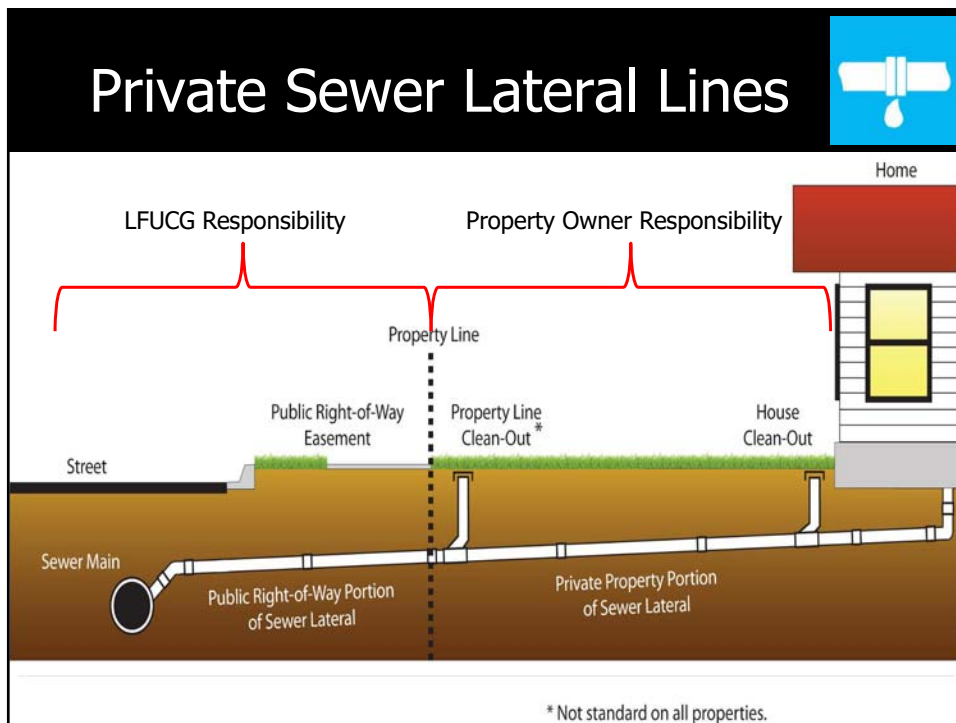 Private Sewer Lateral Lines
Home
LFUCG Responsibility
Property Owner Responsibility
Property Line
Public Right-of-Way
Easement
Property Line
Clean-Out *
House
Clean-Out
Street
Sewer Main
Public Right-of-Way Portion
of Sewer Lateral
Private Property Portion
of Sewer Lateral
* Not standard on all properties.